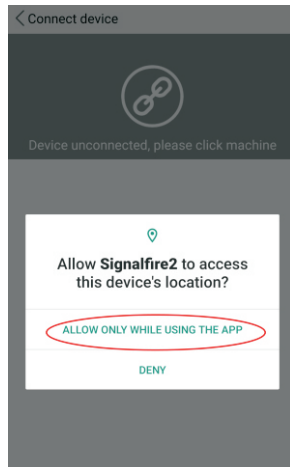 Connect device
Device unconnected, please click machine
Allow Signalfire2 to access
this device's location?
ALLOW ONLY WHILE USING THE APP
DENY